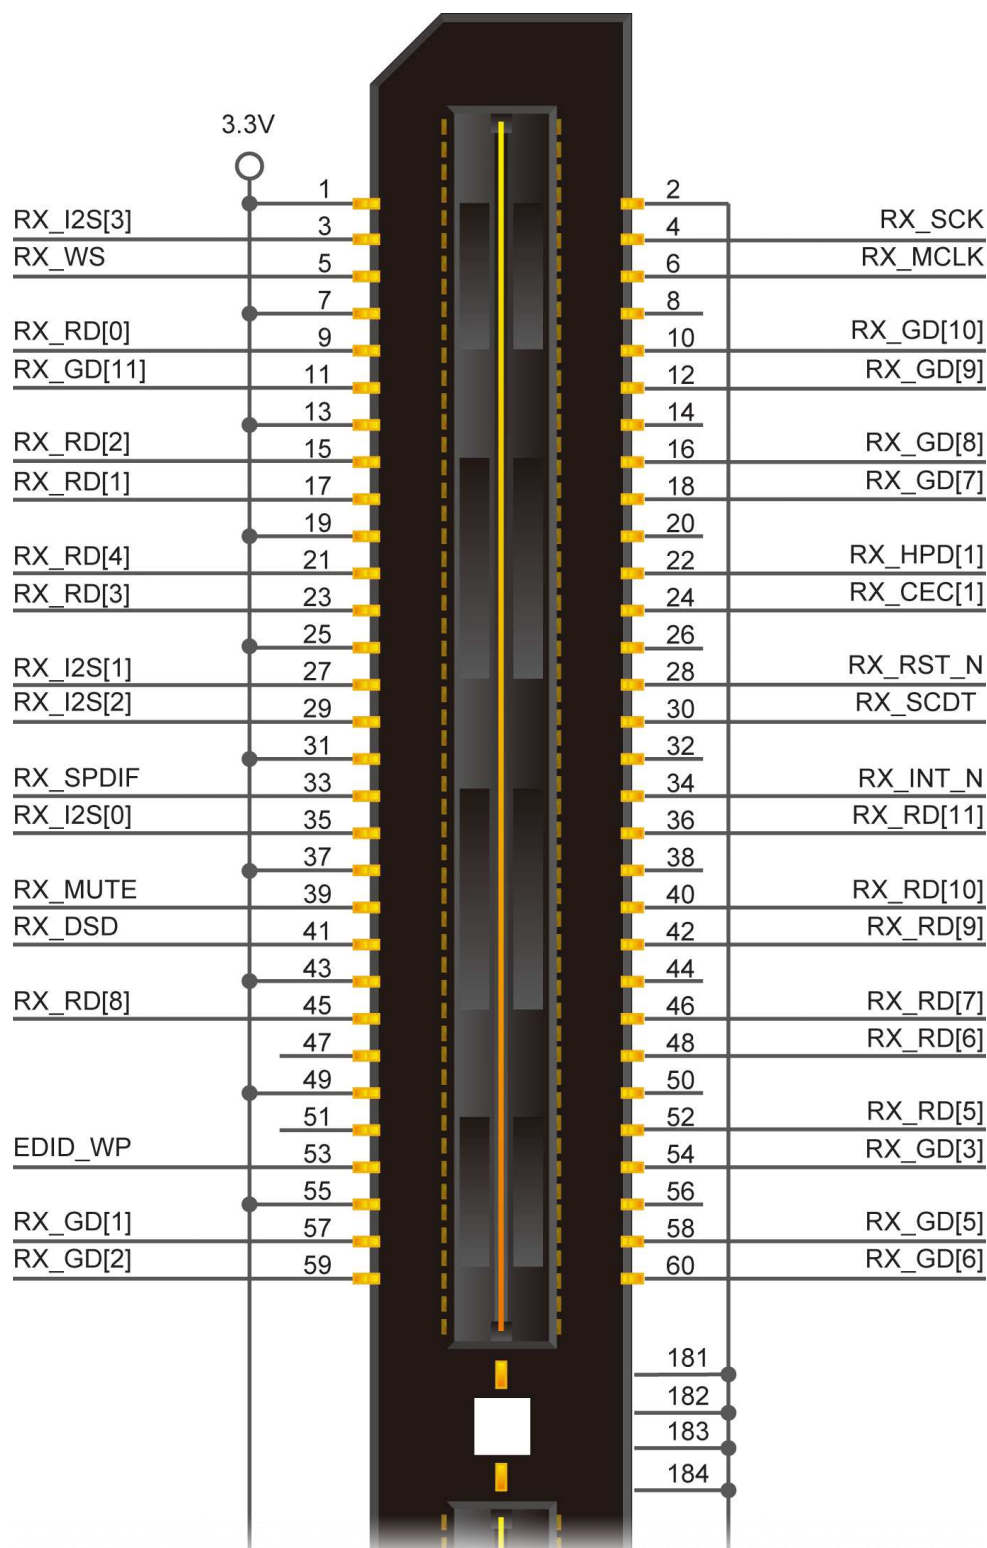 3.3V
1 2
RX_I2S[3] 3 4 RX_SCK
RX_WS 5 6 RX_MCLK
7 8
RX_RD[0] 9 10 RX_GD[10]
RX_GD[11] 11 12 RX_GD[9]
13 14
RX_RD[2] 15 16 RX_GD[8]
RX_RD[1] 17 18 RX_GD[7]
19 20
RX_RD[4] 21 22 RX_HPD[1]
RX_RD[3] 23 24 RX_CEC[1]
25 26
RX_I2S[1] 27 28 RX_RST_N
RX_I2S[2] 29 30 RX_SCDT
31 32
RX_SPDIF 33 34 RX_INT_N
RX_I2S[0] 35 36 RX_RD[11]
37 38
RX_MUTE 39 40 RX_RD[10]
RX_DSD 41 42 RX_RD[9]
43 44
RX_RD[8] 45 46 RX_RD[7]
47 48 RX_RD[6]
49 50
51 52 RX_RD[5]
EDID_WP 53 54 RX_GD[3]
55 56
RX_GD[1] 57 58 RX_GD[5]
RX_GD[2] 59 60 RX_GD[6]
181
182
183
184